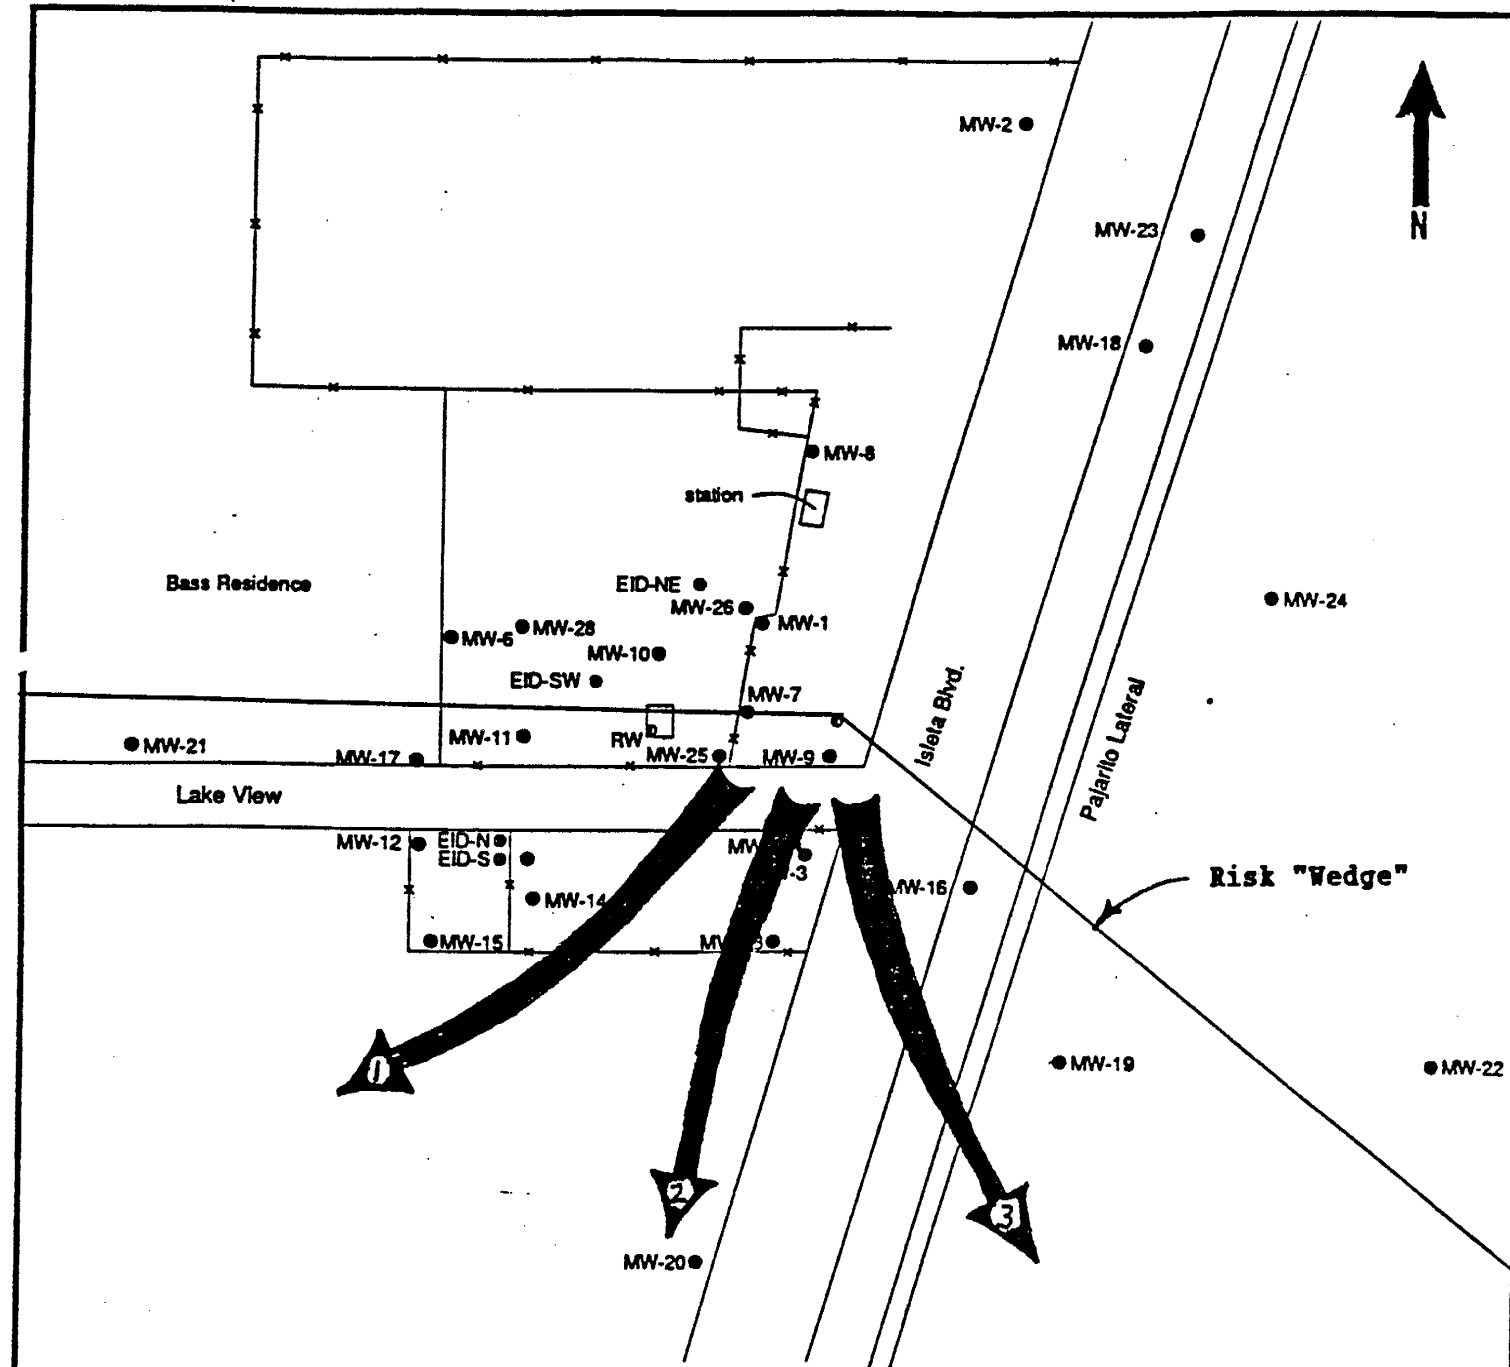 MW-2
N
MW-23
MW-18
MW-8
station
Bass Residence
EID-NE
MW-26
MW-24
MW-1
MW-28
MW-6
MW-10
EID-SW
MW-7
Isleta Blvd.
Pajarito Lateral
MW-21
MW-11
RW
MW-17
MW-25
MW-9
Lake View
MW-12
EID-N
EID-S
MW-16
Risk "Wedge"
MW-14
MW-15
MW-19
MW-22
1
2
3
MW-20